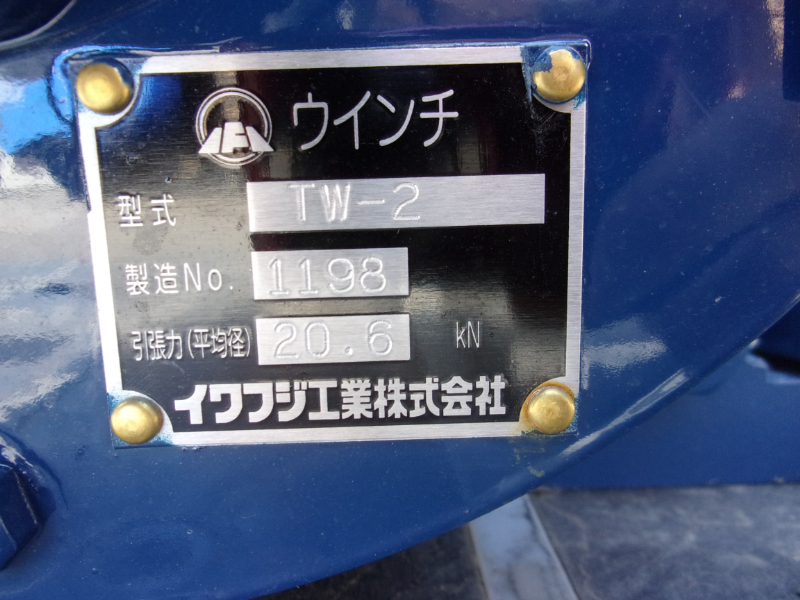 ウインチ
型式 TW-2
製造No. 1198
引張力(平均径) 20.6 kN
イワフジ工業株式会社